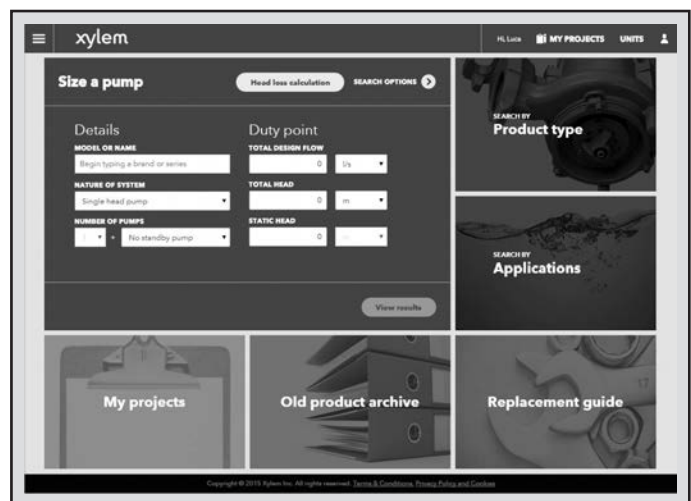 xylem
Hi, Luca MY PROJECTS UNITS
Size a pump
Head loss calculation
SEARCH OPTIONS
Details
MODEL OR NAME
Begin typing a brand or series
NATURE OF SYSTEM
Single head pump
NUMBER OF PUMPS
1 + No standby pump
Duty point
TOTAL DESIGN FLOW
0 l/s
TOTAL HEAD
0 m
STATIC HEAD
0 m
View results
SEARCH BY
Product type
SEARCH BY
Applications
My projects
Old product archive
Replacement guide
17
Copyright © 2015 Xylem Inc. All rights reserved. Terms & Conditions, Privacy Policy and Cookies